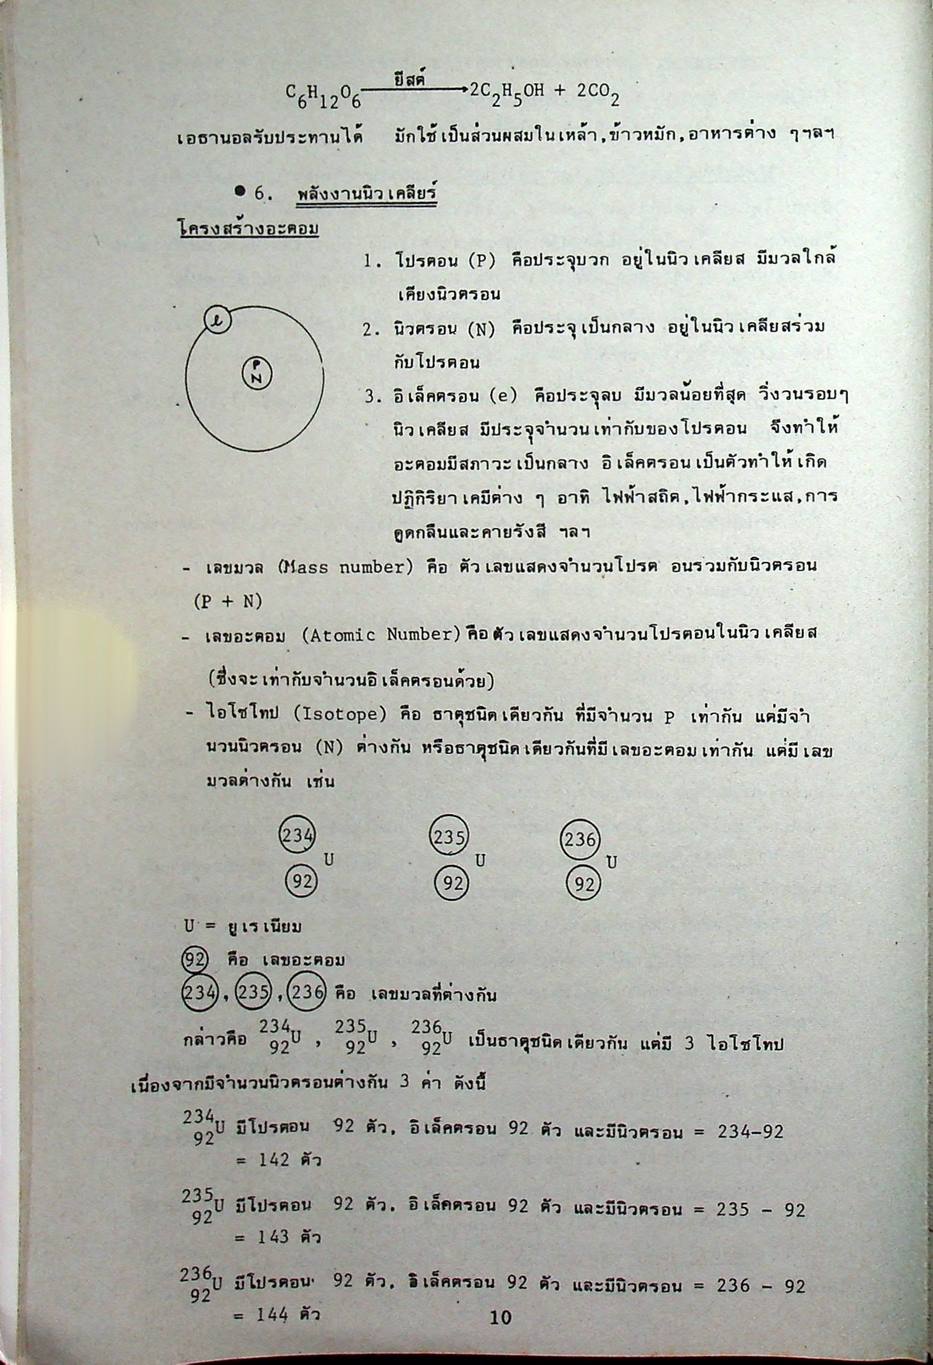 ยีสต์
C6H12O6 → 2C2H5OH + 2CO2
เอธานอลรับประทานได้ มักใช้เป็นส่วนผสมในเหล้า,ข้าวหมัก,อาหารต่าง ๆฯลฯ
• 6. พลังงานนิวเคลียร์
โครงสร้างอะตอม
1. โปรตอน (P) คือประจุบวก อยู่ในนิวเคลียส มีมวลใกล้
เคียงนิวตรอน
e
P
N
2. นิวตรอน (N) คือประจุเป็นกลาง อยู่ในนิวเคลียสร่วม
กับโปรตอน
3. อิเล็คตรอน (e) คือประจุลบ มีมวลน้อยที่สุด วิ่งวนรอบๆ
นิวเคลียส มีประจุจำนวนเท่ากับของโปรตอน จึงทำให้
อะตอมมีสภาวะเป็นกลาง อิเล็คตรอนเป็นตัวทำให้เกิด
ปฏิกิริยาเคมีต่าง ๆ อาทิ ไฟฟ้าสถิต,ไฟฟ้ากระแส,การ
ดูดกลืนและคายรังสี ฯลฯ
- เลขมวล (Mass number) คือ ตัวเลขแสดงจำนวนโปรต อนรวมกับนิวตรอน
(P + N)
- เลขอะตอม (Atomic Number) คือตัวเลขแสดงจำนวนโปรตอนในนิวเคลียส
(ซึ่งจะเท่ากับจำนวนอิเล็คตรอนด้วย)
- ไอโซโทป (Isotope) คือ ธาตุชนิดเดียวกัน ที่มีจำนวน P เท่ากัน แต่มีจำ
นวนนิวตรอน (N) ต่างกัน หรือธาตุชนิดเดียวกันที่มีเลขอะตอมเท่ากัน แต่มีเลข
มวลต่างกัน เช่น
234 235 236
U U U
92 92 92
U = ยูเรเนียม
92 คือ เลขอะตอม
234, 235, 236 คือ เลขมวลที่ต่างกัน
กล่าวคือ 234 92 U , 235 92 U , 236 92 U เป็นธาตุชนิดเดียวกัน แต่มี 3 ไอโซโทป
เนื่องจากมีจำนวนนิวตรอนต่างกัน 3 ค่า ดังนี้
234 92 U มีโปรตอน 92 ตัว, อิเล็คตรอน 92 ตัว และมีนิวตรอน = 234-92
= 142 ตัว
235 92 U มีโปรตอน 92 ตัว, อิเล็คตรอน 92 ตัว และมีนิวตรอน = 235 - 92
= 143 ตัว
236 92 U มีโปรตอน 92 ตัว, อิเล็คตรอน 92 ตัว และมีนิวตรอน = 236 - 92
= 144 ตัว
10